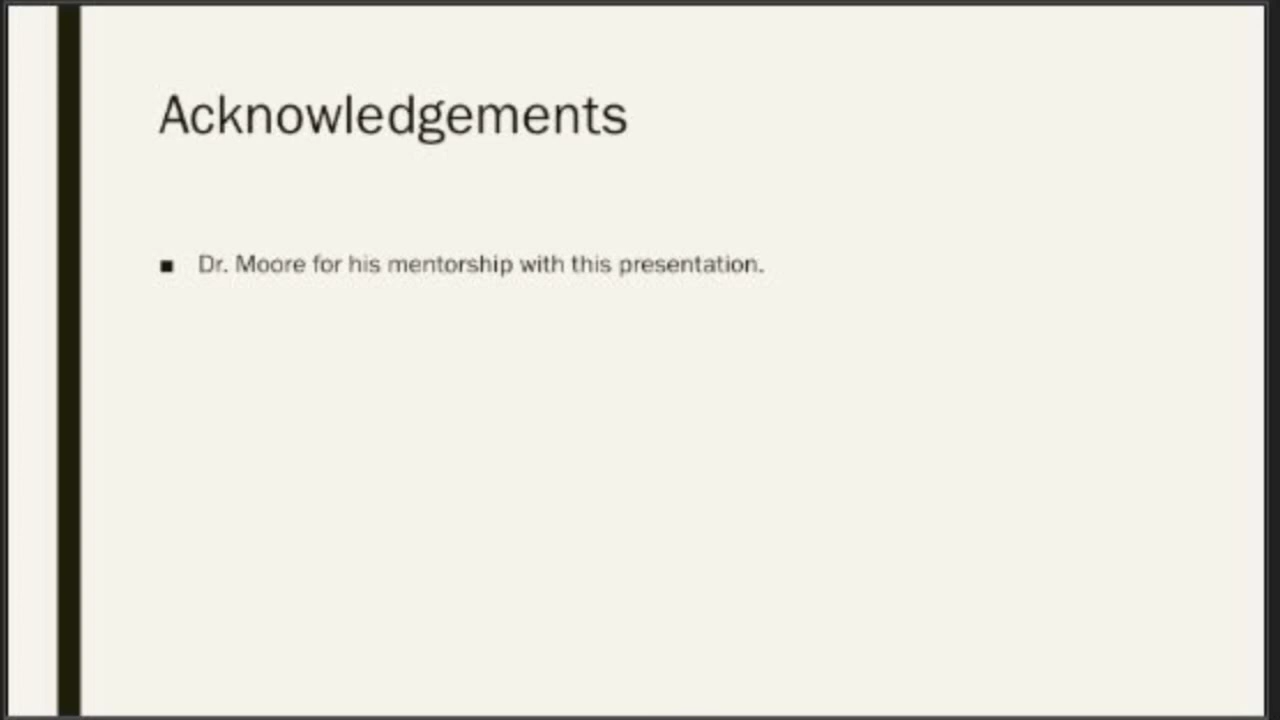 Acknowledgements
▪ Dr. Moore for his mentorship with this presentation.